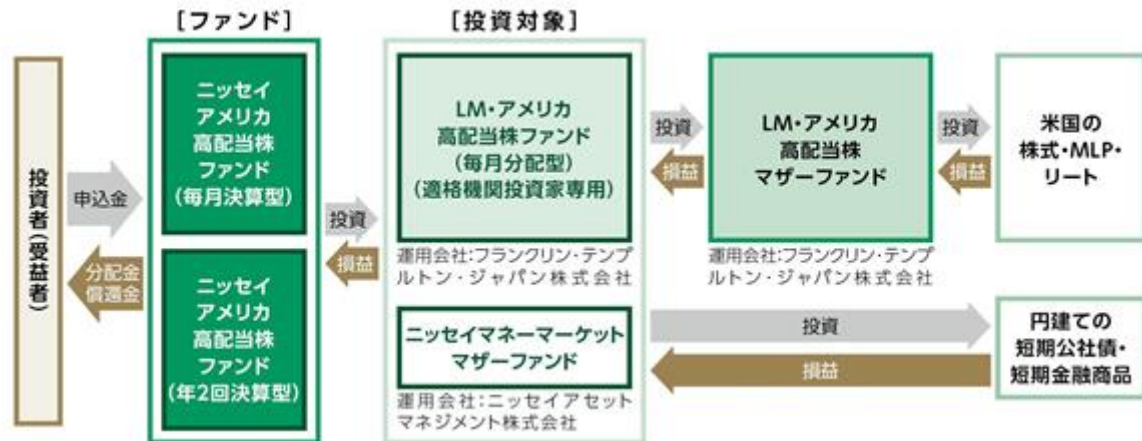 [ファンド]
[投資対象]
投資者(受益者)
申込金
分配金
償還金
ニッセイ
アメリカ
高配当株
ファンド
(毎月決算型)
ニッセイ
アメリカ
高配当株
ファンド
(年2回決算型)
投資
損益
LM・アメリカ
高配当株ファンド
(毎月分配型)
(適格機関投資家専用)
運用会社:フランクリン・テンプ
ルトン・ジャパン株式会社
投資
損益
LM・アメリカ
高配当株
マザーファンド
運用会社:フランクリン・テンプ
ルトン・ジャパン株式会社
投資
損益
米国の
株式・MLP・
リート
ニッセイマネーマーケット
マザーファンド
運用会社:ニッセイアセット
マネジメント株式会社
投資
損益
円建ての
短期公社債・
短期金融商品